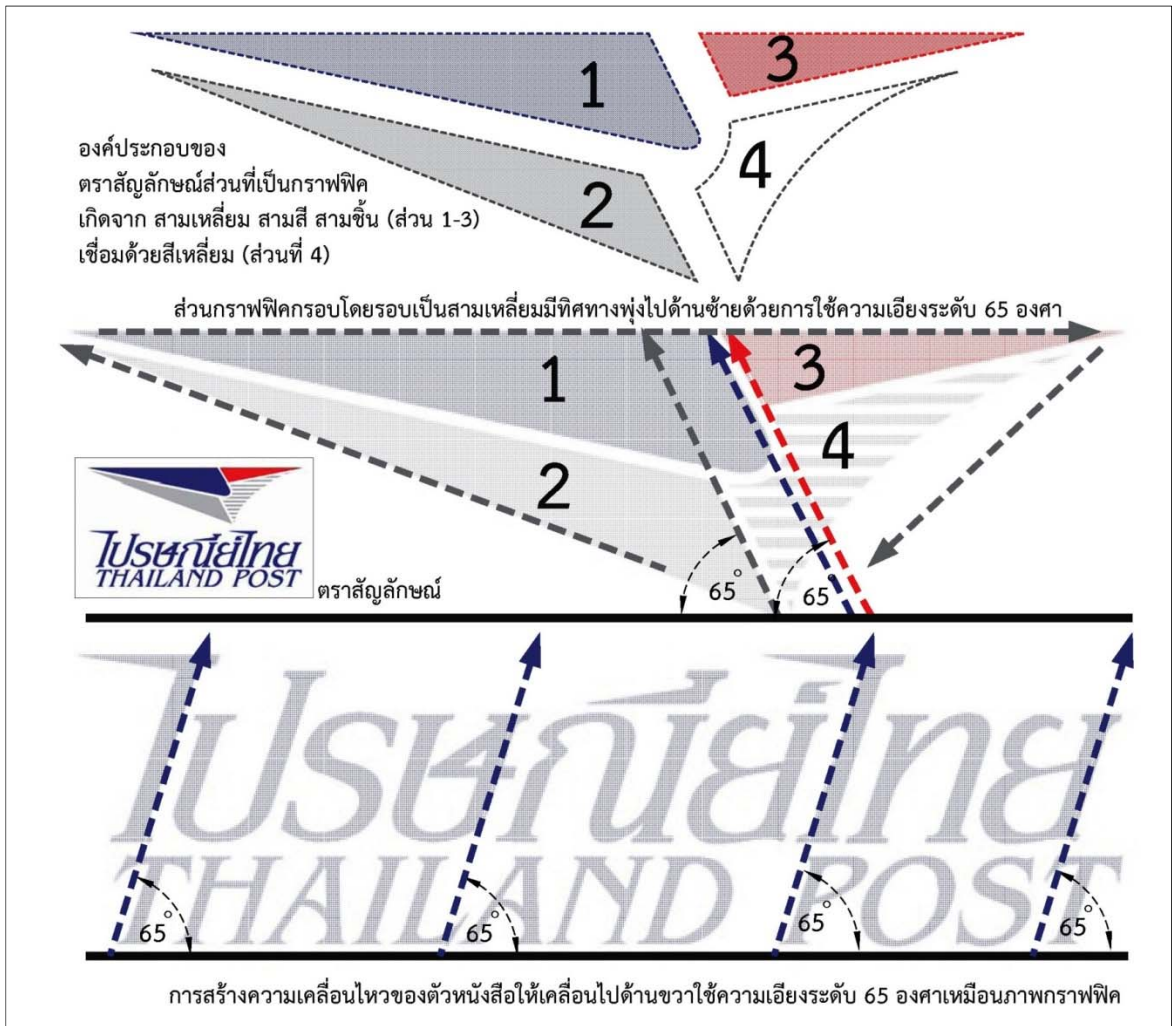 1
3
2
4
องค์ประกอบของ
ตราสัญลักษณ์ส่วนที่เป็นกราฟฟิค
เกิดจาก สามเหลี่ยม สามสี สามชิ้น (ส่วน 1-3)
เชื่อมด้วยสีเหลี่ยม (ส่วนที่ 4)
ส่วนกราฟฟิคกรอบโดยรอบเป็นสามเหลี่ยมมีทิศทางพุ่งไปด้านซ้ายด้วยการใช้ความเอียงระดับ 65 องศา
1
3
2
4
65°
65°
ไปรษณีย์ไทย
THAILAND POST
ตราสัญลักษณ์
ไปรษณีย์ไทย
THAILAND POST
65°
65°
65°
65°
การสร้างความเคลื่อนไหวของตัวหนังสือให้เคลื่อนไปด้านขวาใช้ความเอียงระดับ 65 องศาเหมือนภาพกราฟฟิค